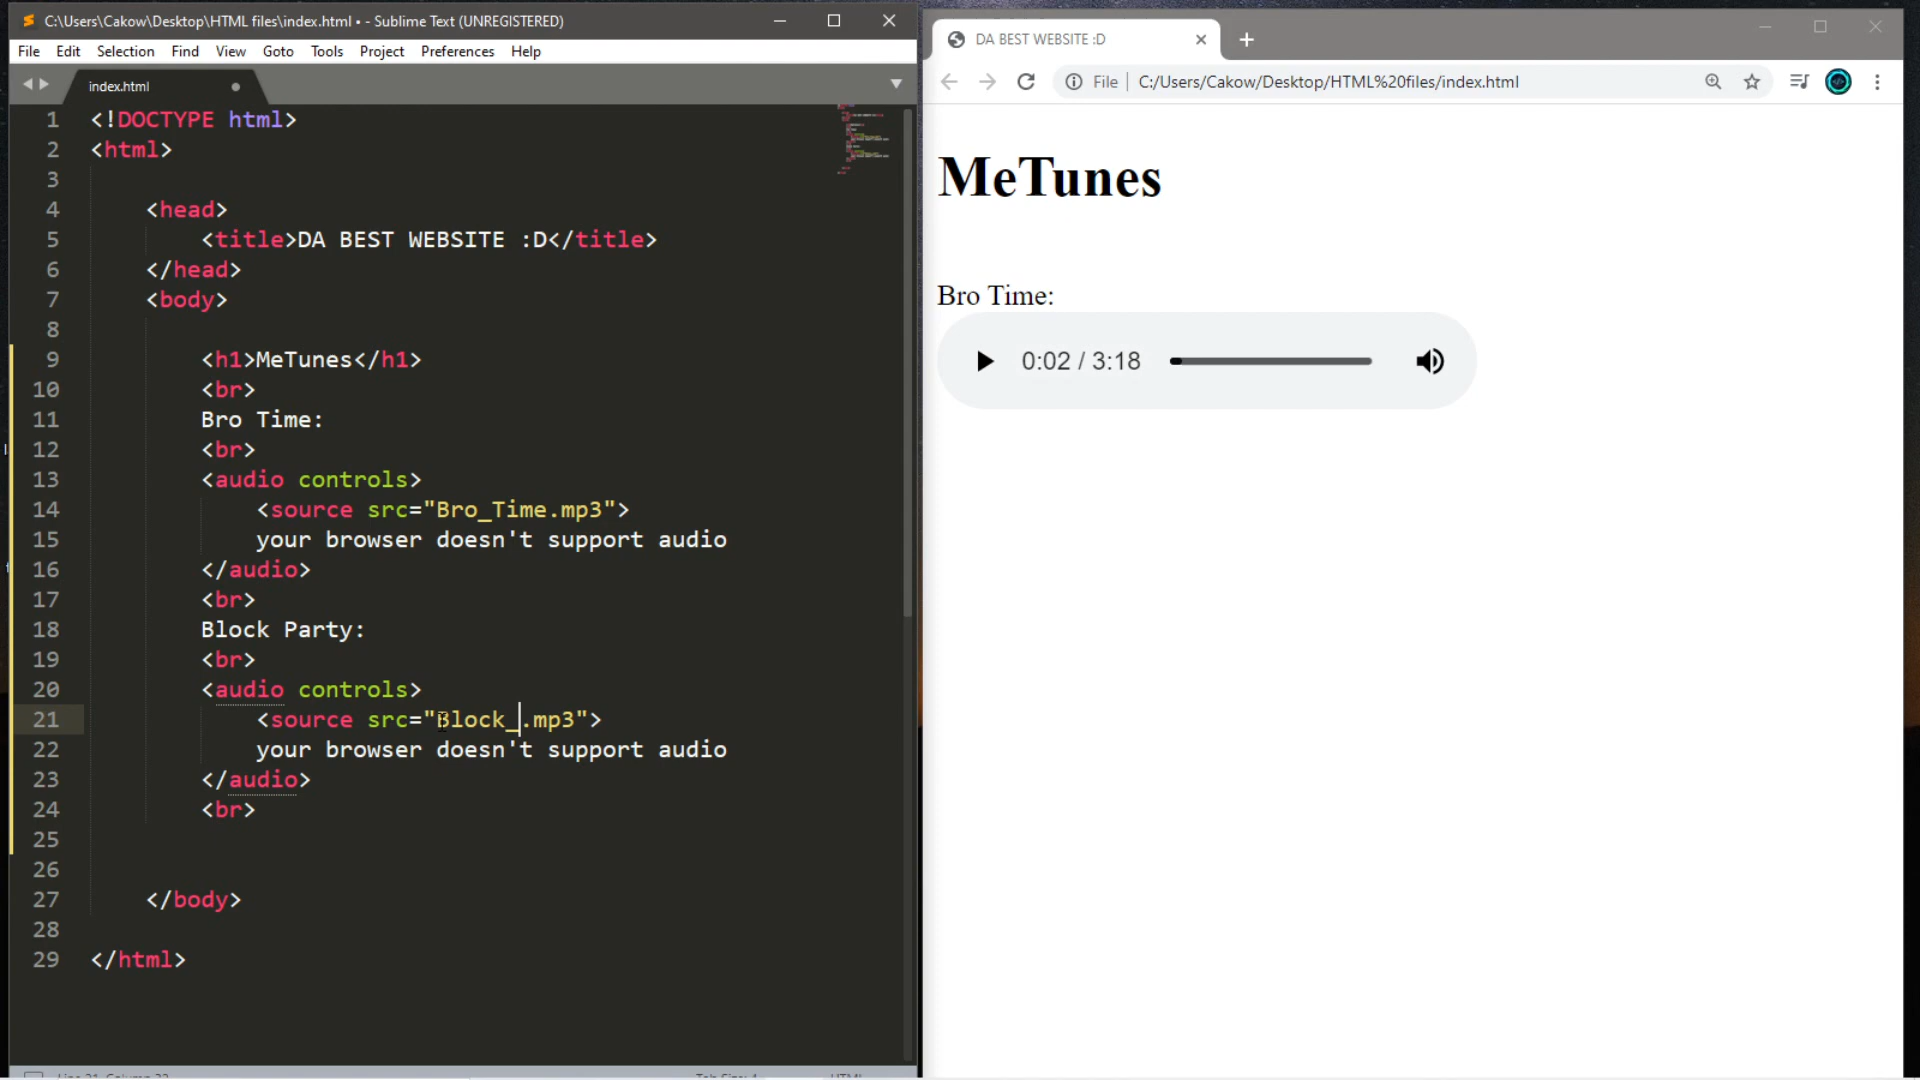 C:\Users\Cakow\Desktop\HTML files\index.html • - Sublime Text (UNREGISTERED)
File Edit Selection Find View Goto Tools Project Preferences Help
index.html
1 <!DOCTYPE html>
2 <html>
3
4 <head>
5 <title>DA BEST WEBSITE :D</title>
6 </head>
7 <body>
8
9 <h1>MeTunes</h1>
10 <br>
11 Bro Time:
12 <br>
13 <audio controls>
14 <source src="Bro_Time.mp3">
15 your browser doesn't support audio
16 </audio>
17 <br>
18 Block Party:
19 <br>
20 <audio controls>
21 <source src="Block_.mp3">
22 your browser doesn't support audio
23 </audio>
24 <br>
25
26
27 </body>
28
29 </html>
DA BEST WEBSITE :D
File C:/Users/Cakow/Desktop/HTML%20files/index.html
MeTunes
Bro Time:
0:02 / 3:18